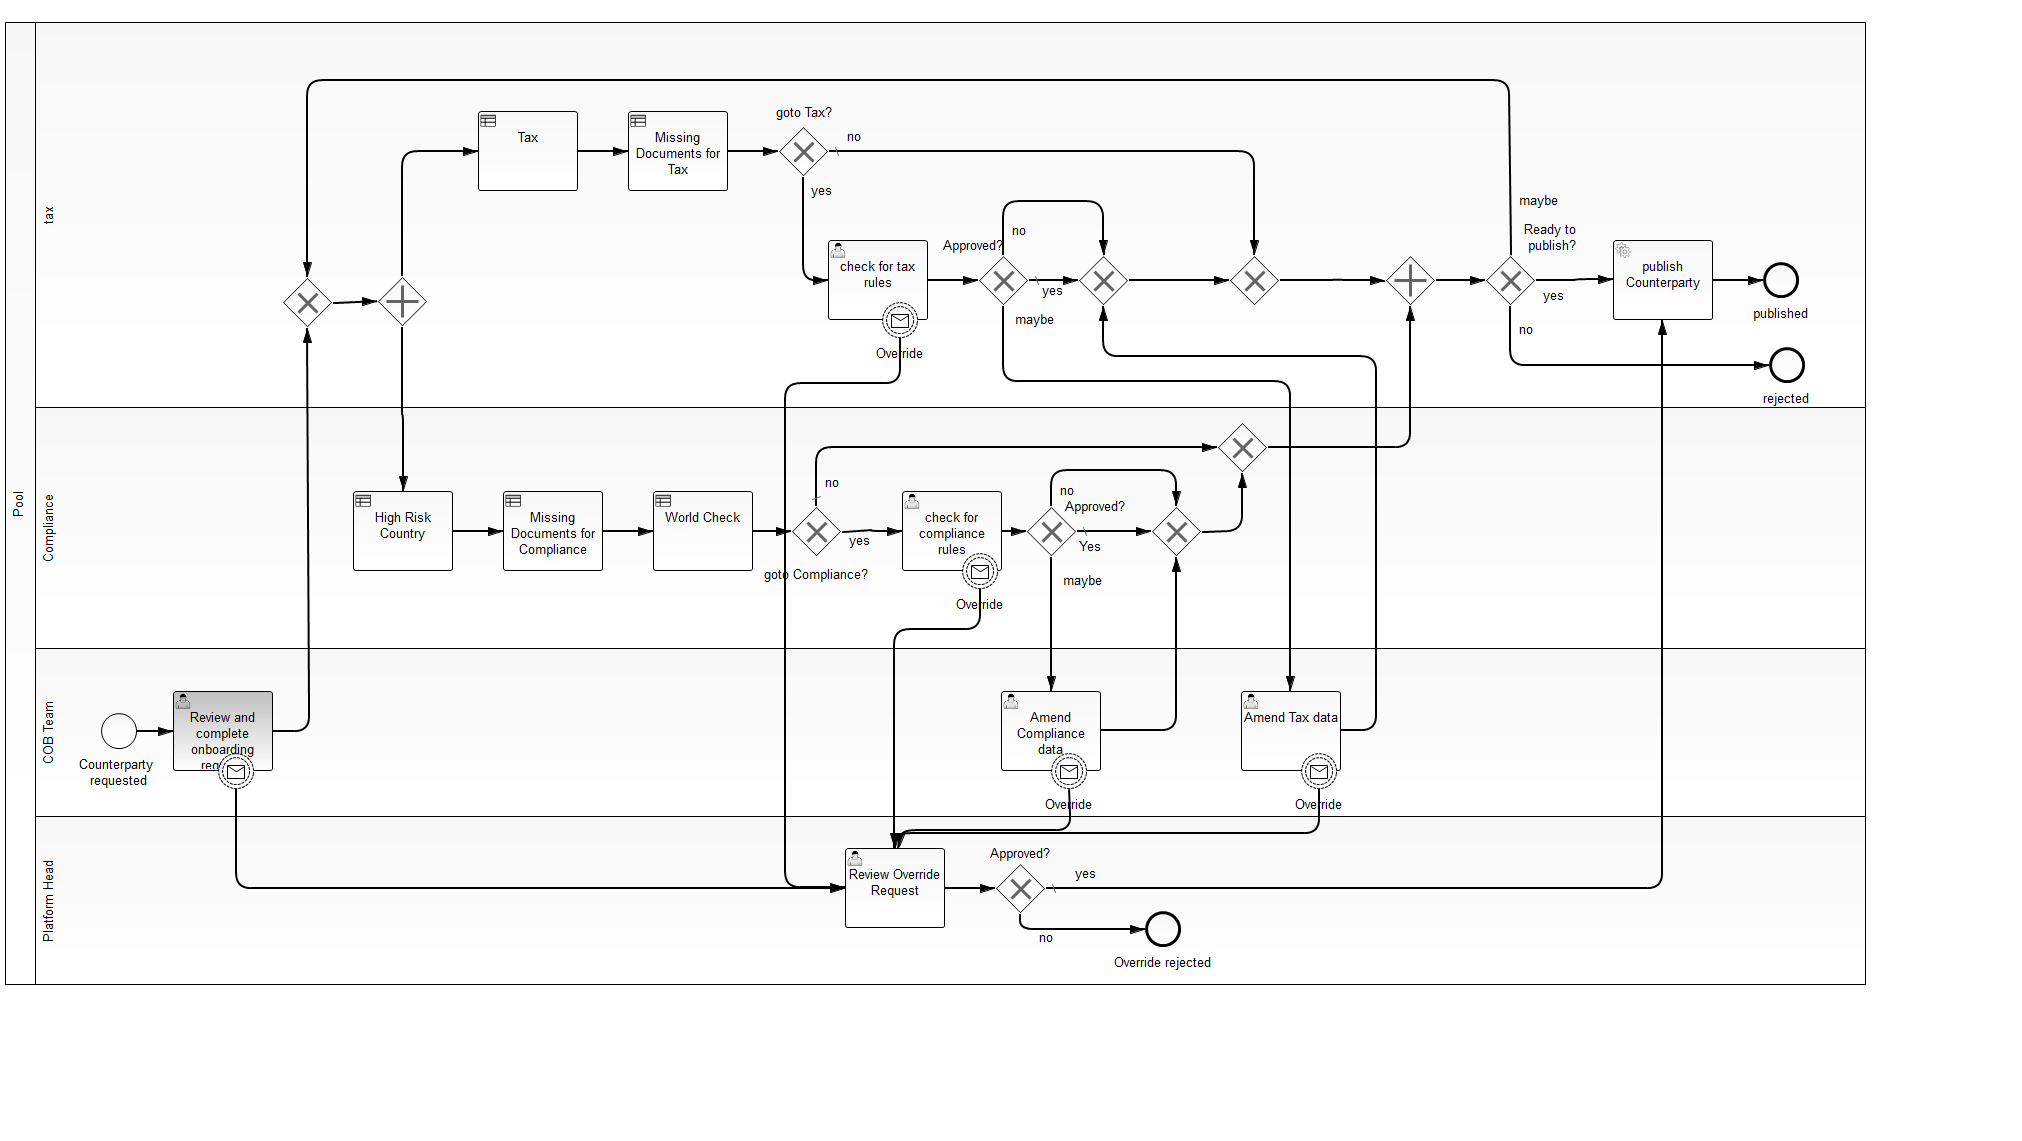 Pool
tax
goto Tax?
no
Tax
Missing
Documents for
Tax
yes
maybe
Ready to
publish?
no
Approved?
check for tax
rules
publish
Counterparty
yes
yes
published
maybe
no
Override
rejected
Compliance
no
no
Approved?
High Risk
Country
Missing
Documents for
Compliance
World Check
check for
compliance
rules
yes
Yes
goto Compliance?
maybe
Override
COB Team
Review and
complete
onboarding
Amend
Compliance
data
Amend Tax data
Counterparty
requested
Override
Override
Platform Head
Approved?
Review Override
Request
yes
no
Override rejected